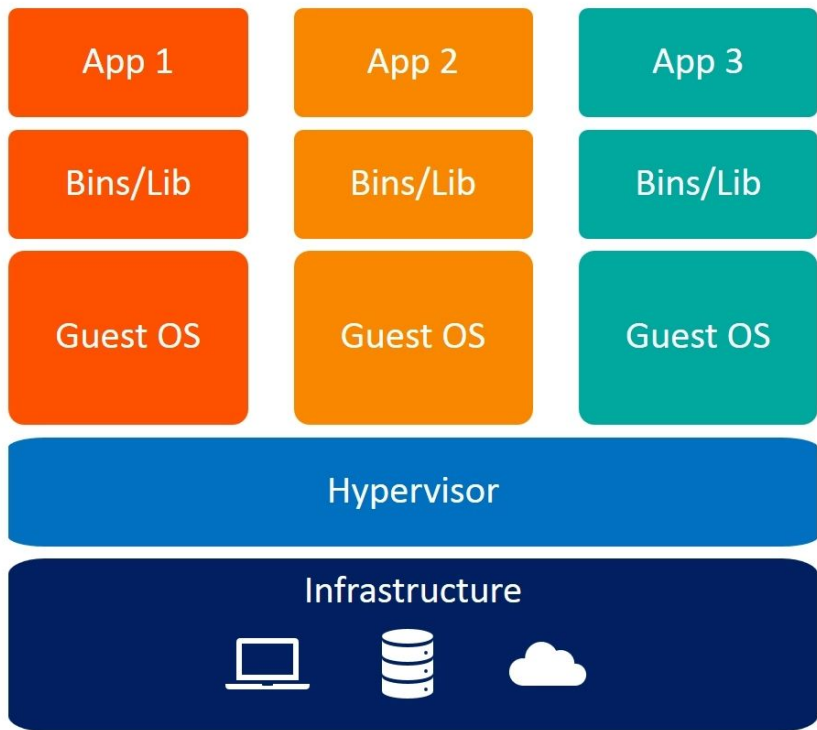 App 1
App 2
App 3
Bins/Lib
Bins/Lib
Bins/Lib
Guest OS
Guest OS
Guest OS
Hypervisor
Infrastructure